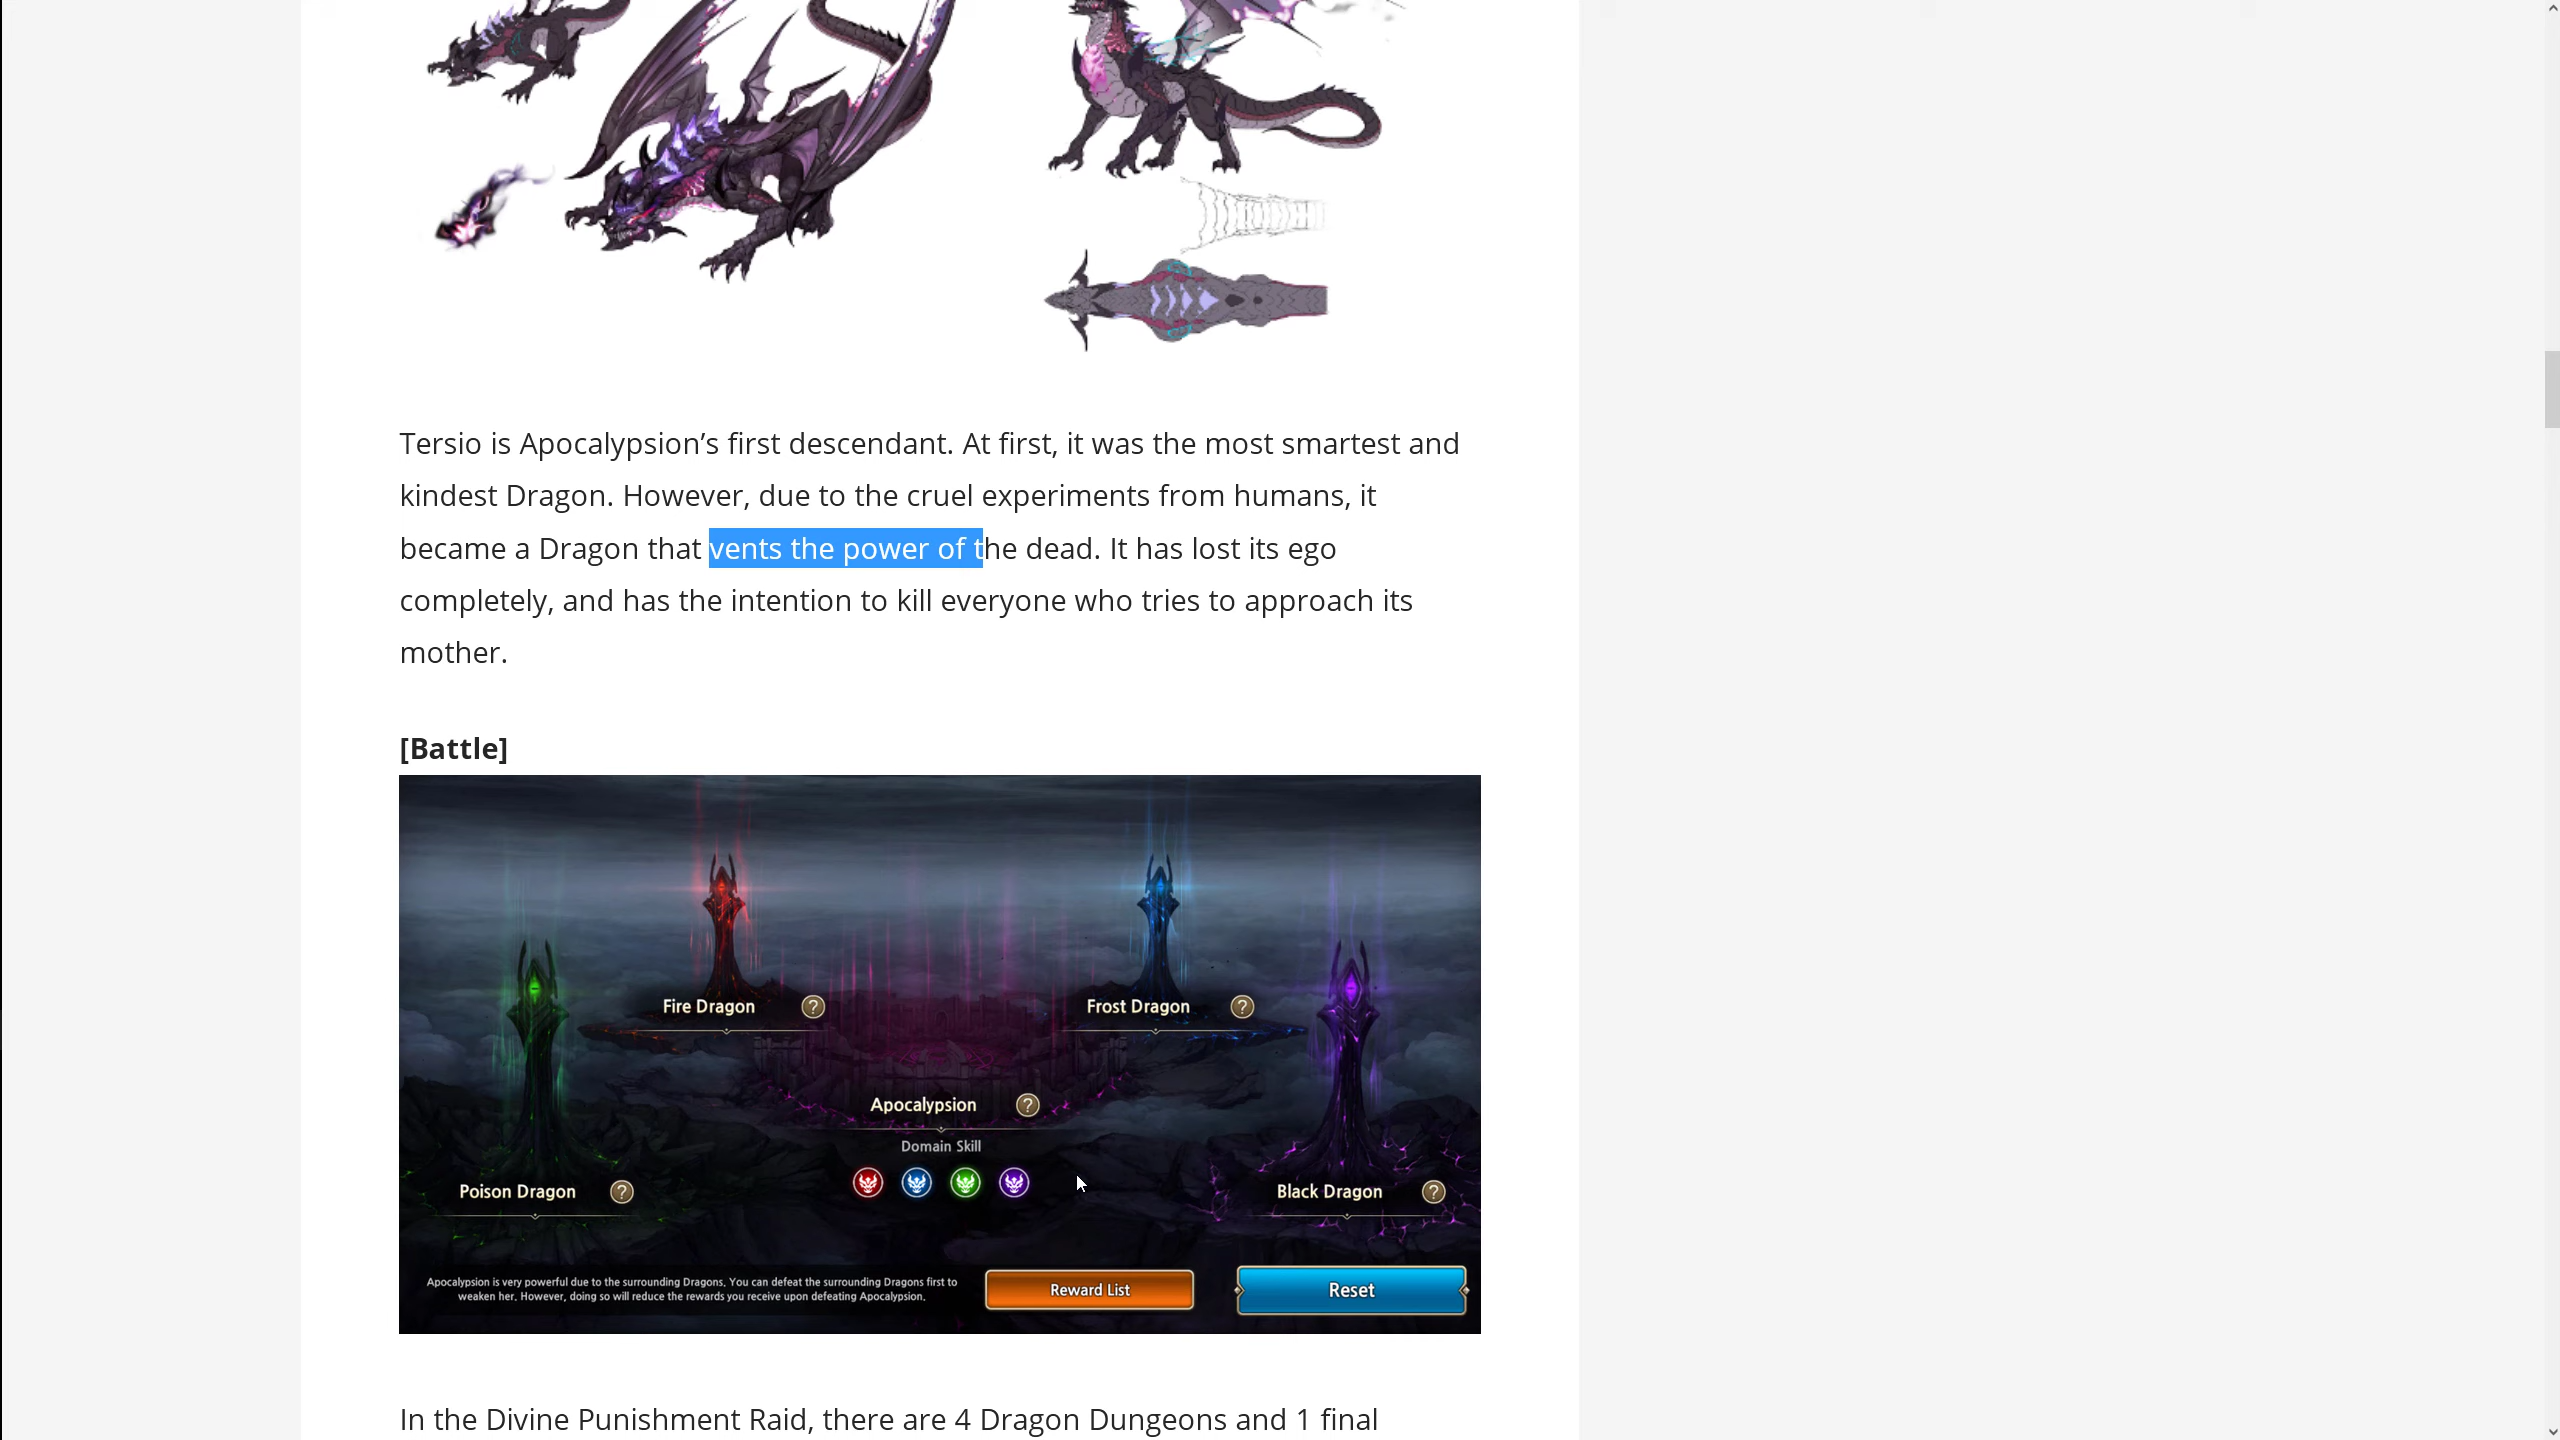 Tersio is Apocalypsion’s first descendant. At first, it was the most smartest and
kindest Dragon. However, due to the cruel experiments from humans, it
became a Dragon that vents the power of the dead. It has lost its ego
completely, and has the intention to kill everyone who tries to approach its
mother.
[Battle]
Fire Dragon ?
Frost Dragon ?
Apocalypsion ?
Domain Skill
Poison Dragon ?
Black Dragon ?
Apocalypsion is very powerful due to the surrounding Dragons. You can defeat the surrounding Dragons first to
weaken her. However, doing so will reduce the rewards you receive upon defeating Apocalypsion.
Reward List
Reset
In the Divine Punishment Raid, there are 4 Dragon Dungeons and 1 final